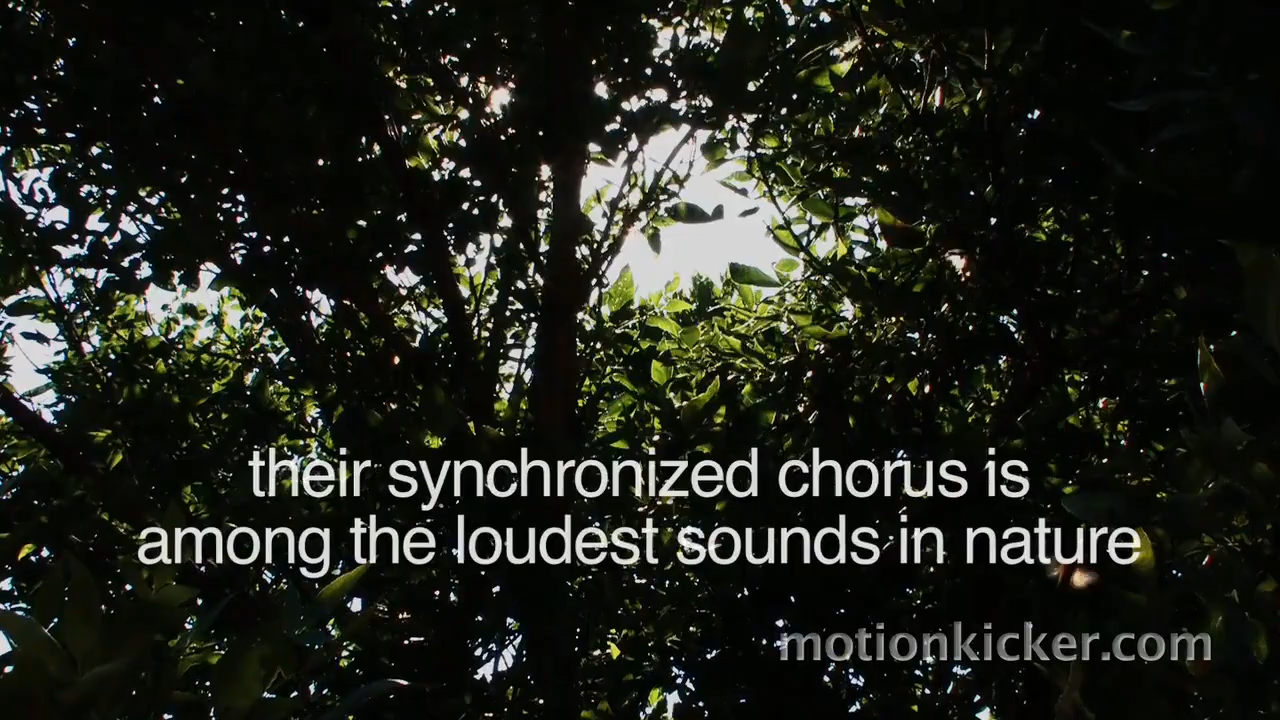 their synchronized chorus is
among the loudest sounds in nature
motionkicker.com